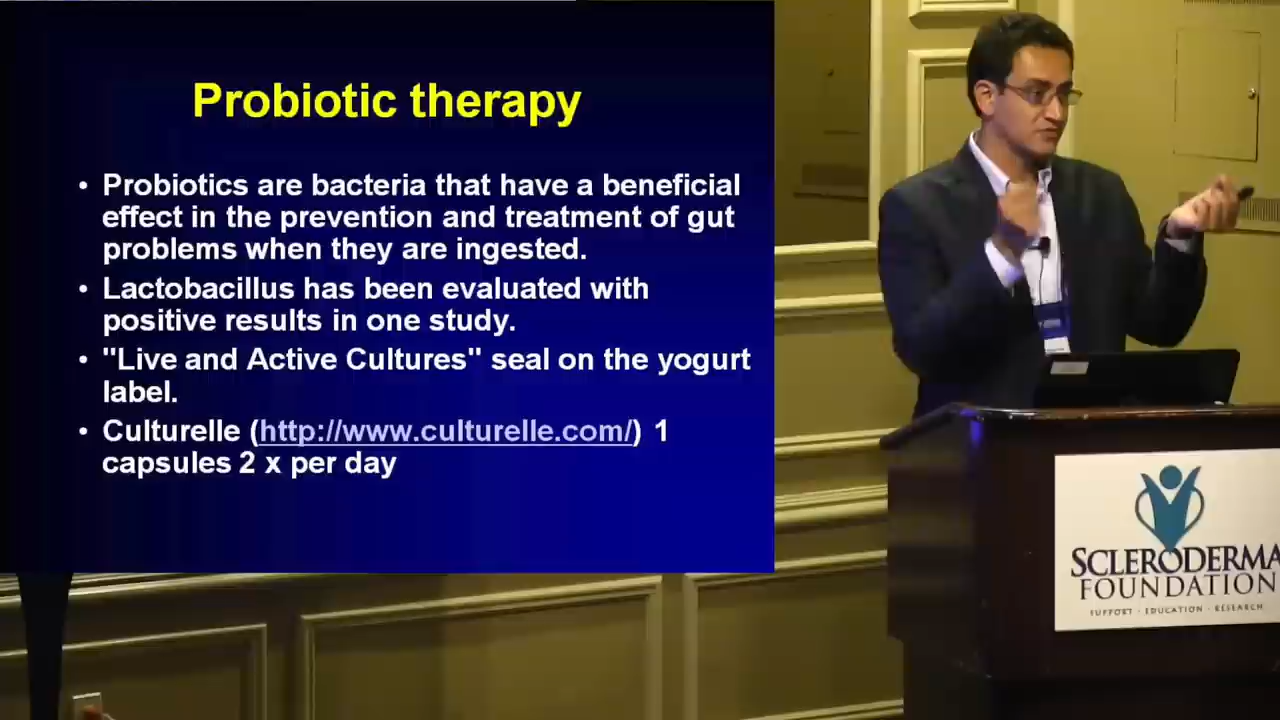 Probiotic therapy
• Probiotics are bacteria that have a beneficial
effect in the prevention and treatment of gut
problems when they are ingested.
• Lactobacillus has been evaluated with
positive results in one study.
• "Live and Active Cultures" seal on the yogurt
label.
• Culturelle (http://www.culturelle.com/) 1
capsules 2 x per day
SCLERODERMA
FOUNDATION
SUPPORT · EDUCATION · RESEARCH